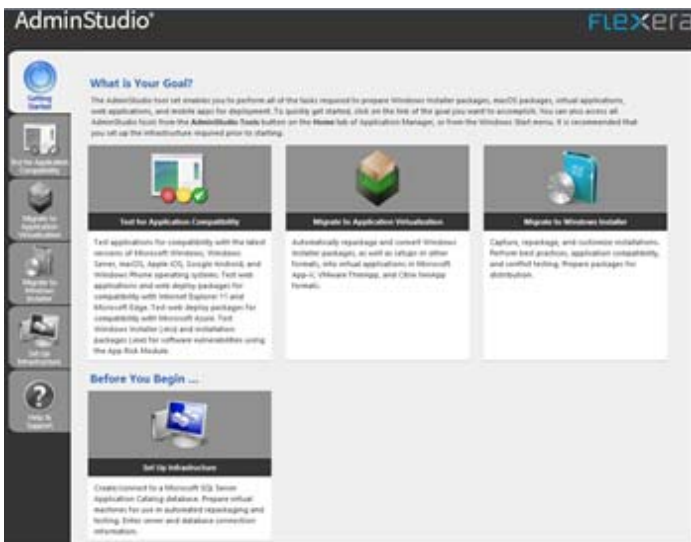 AdminStudio®
FLEXERA
Getting
Started
Test for Application
Compatibility
Migrate to
Application
Virtualization
Migrate to
Windows
Installer
Set Up
Infrastructure
Help &
Support
What is Your Goal?
The AdminStudio tool set enables you to perform all of the tasks required to prepare Windows Installer packages, macOS packages, virtual applications,
web applications, and mobile apps for deployment. To quickly get started, click on the link of the goal you want to accomplish. You can also access all
AdminStudio tools from the AdminStudio Tools button on the Home tab of Application Manager, or from the Windows Start menu. It is recommended that
you set up the infrastructure required prior to starting.
Test for Application Compatibility
Test applications for compatibility with the latest
versions of Microsoft Windows, Windows
Server, macOS, Apple iOS, Google Android, and
Windows Phone operating systems. Test web
applications and web deploy packages for
compatibility with Internet Explorer 11 and
Microsoft Edge. Test web deploy packages for
compatibility with Microsoft Azure. Test
Windows Installer (.msi) and installation
packages (.exe) for software vulnerabilities using
the App Risk Module.
Migrate to Application Virtualization
Automatically repackage and convert Windows
Installer packages, as well as setups in other
formats, into virtual applications in Microsoft
App-V, VMware ThinApp, and Citrix XenApp
formats.
Migrate to Windows Installer
Capture, repackage, and customize installations.
Perform best practices, application compatibility,
and conflict testing. Prepare packages for
distribution.
Before You Begin ...
Set Up Infrastructure
Create/connect to a Microsoft SQL Server
Application Catalog database. Prepare virtual
machines for use in automated repackaging and
testing. Enter server and database connection
information.